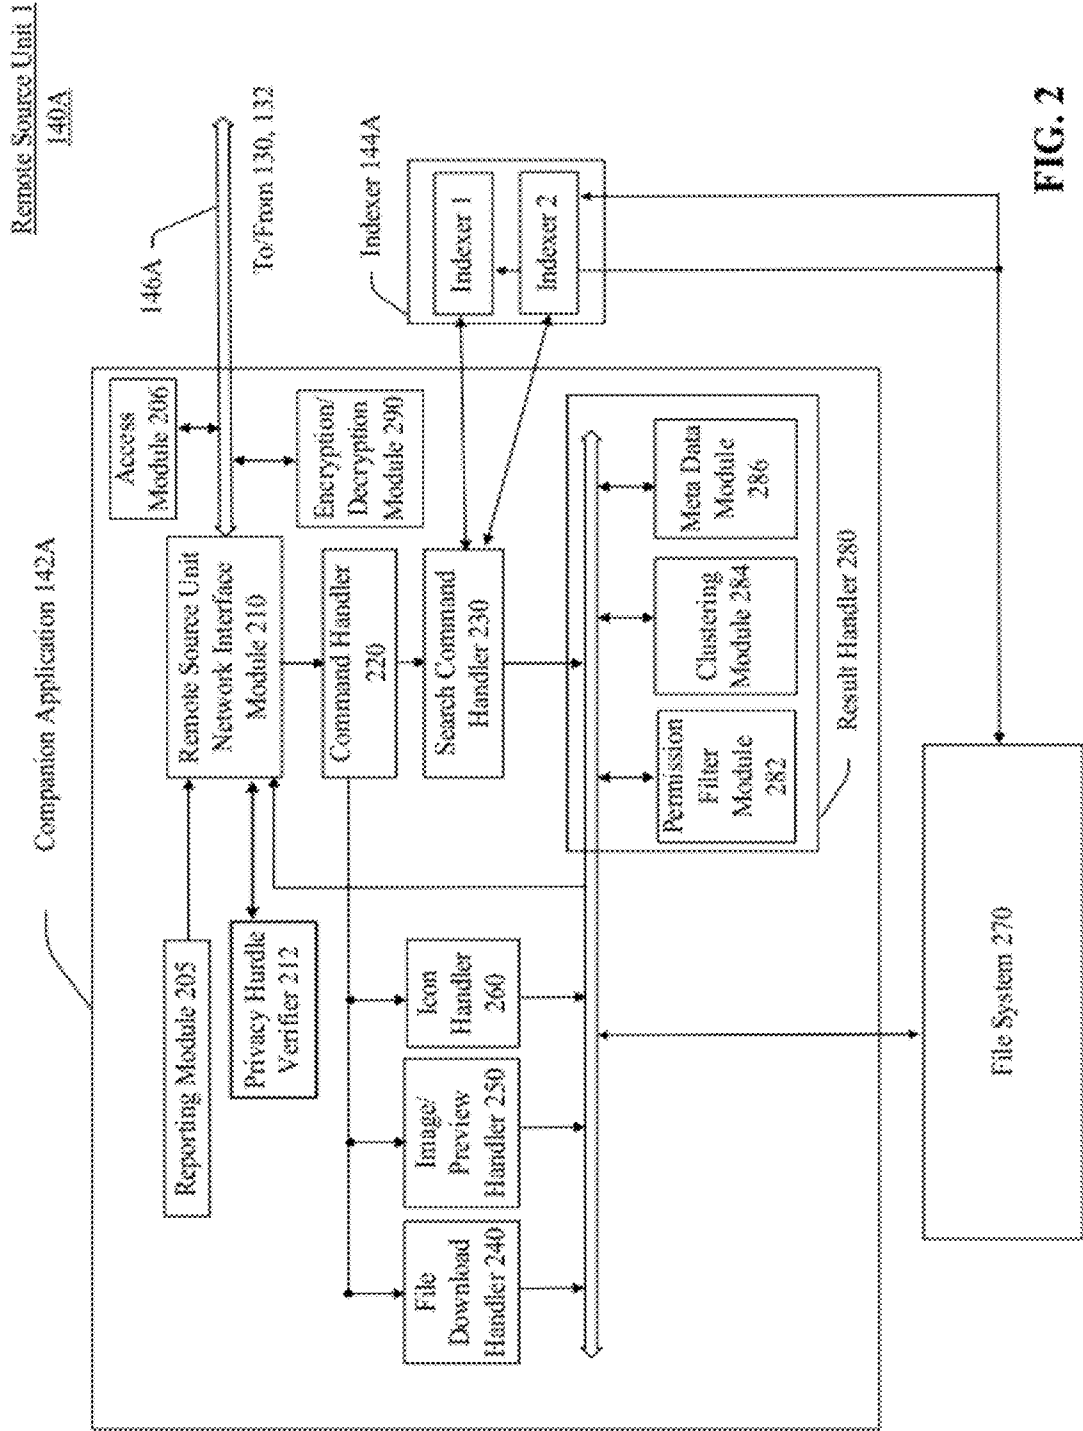 Remote Source Unit 1
140A
Companion Application 142A
146A
To/From 130, 132
Access
Module 206
Reporting Module 205
Remote Source Unit
Network Interface
Module 210
Privacy Hurdle
Verifier 212
Encryption/
Decryption
Module 290
Command Handler
220
Indexer 144A
Indexer 1
Indexer 2
Search Command
Handler 230
File
Download
Handler 240
Image/
Preview
Handler 250
Icon
Handler
260
Permission
Filter
Module
282
Clustering
Module 284
Meta Data
Module
286
Result Handler 280
File System 270
FIG. 2